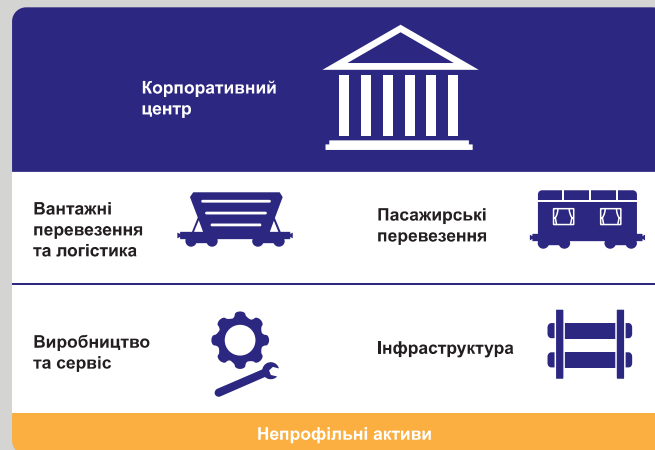 Корпоративний
центр
Вантажні
перевезення
та логістика
Пасажирські
перевезення
Виробництво
та сервіс
Інфраструктура
Непрофільні активи